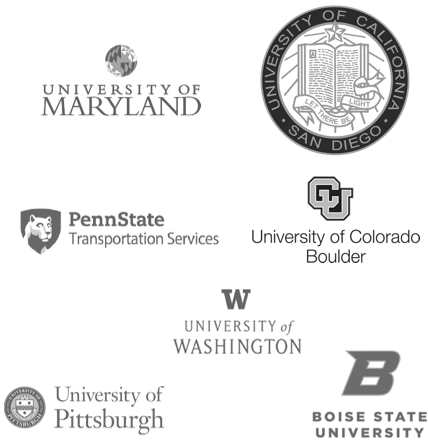 UNIVERSITY OF
MARYLAND
UNIVERSITY OF CALIFORNIA
LET THERE BE LIGHT
SAN DIEGO
PennState
Transportation Services
CU
University of Colorado
Boulder
W
UNIVERSITY of
WASHINGTON
University of
Pittsburgh
B
BOISE STATE
UNIVERSITY